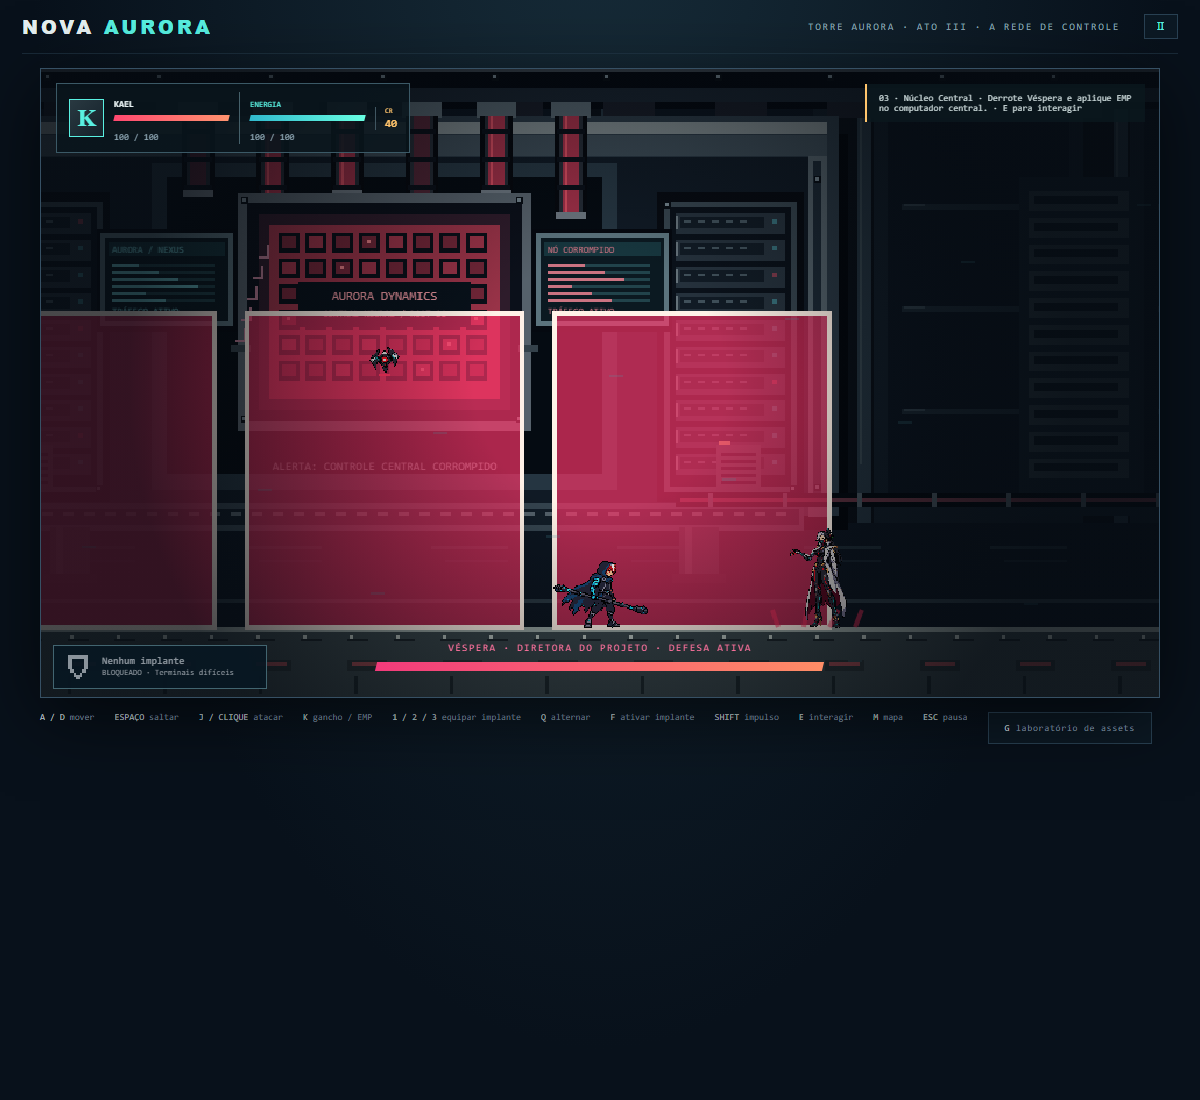 NOVA AURORA
TORRE AURORA · ATO III · A REDE DE CONTROLE
II
K
KAEL
100 / 100
ENERGIA
100 / 100
CR
40
03 · Núcleo Central · Derrote Véspera e aplique EMP
no computador central. · E para interagir
AURORA / NEXUS
AURORA DYNAMICS
NÓ CORROMPIDO
ALERTA: CONTROLE CENTRAL CORROMPIDO
VÉSPERA · DIRETORA DO PROJETO · DEFESA ATIVA
Nenhum implante
BLOQUEADO · Terminais difíceis
A / D mover
ESPAÇO saltar
J / CLIQUE atacar
K gancho / EMP
1 / 2 / 3 equipar implante
Q alternar
F ativar implante
SHIFT impulso
E interagir
M mapa
ESC pausa
G laboratório de assets